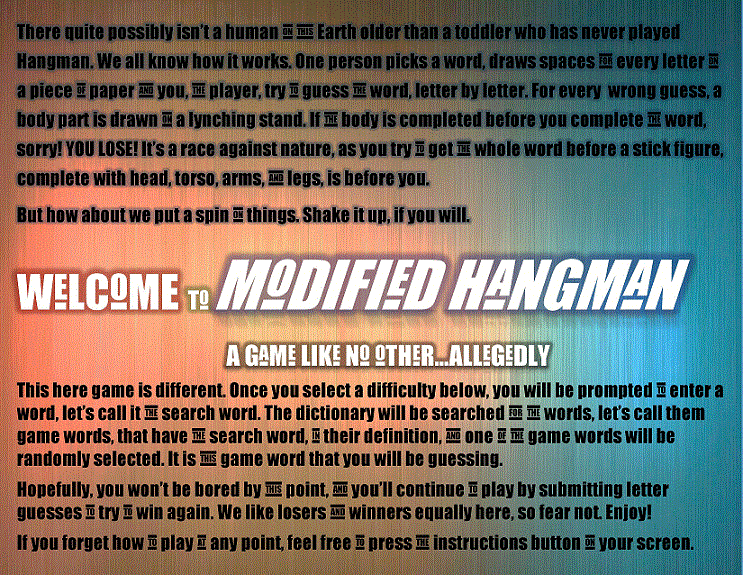 There quite possibly isn't a human ON THIS Earth older than a toddler who has never played
Hangman. We all know how it works. One person picks a word, draws spaces FOR every letter ON
a piece OF paper AND you, THE player, try TO guess THE word, letter by letter. For every wrong guess, a
body part is drawn ON a lynching stand. If THE body is completed before you complete THE word,
sorry! YOU LOSE! It's a race against nature, as you try TO get THE whole word before a stick figure,
complete with head, torso, arms, AND legs, is before you.
But how about we put a spin ON things. Shake it up, if you will.
WELCOME TO MODIFIED HANGMAN
A GAME LIKE NO OTHER...ALLEGEDLY
This here game is different. Once you select a difficulty below, you will be prompted TO enter a
word, let's call it THE search word. The dictionary will be searched FOR THE words, let's call them
game words, that have THE search word, IN their definition, AND one OF THE game words will be
randomly selected. It is THIS game word that you will be guessing.
Hopefully, you won't be bored by THIS point, AND you'll continue TO play by submitting letter
guesses TO try TO win again. We like losers AND winners equally here, so fear not. Enjoy!
If you forget how TO play AT any point, feel free TO press THE instructions button ON your screen.